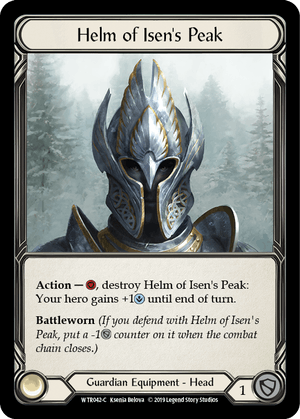 Helm of Isen's Peak
Action — , destroy Helm of Isen's Peak:
Your hero gains +1 until end of turn.
Battleworn (If you defend with Helm of Isen's
Peak, put a -1 counter on it when the combat
chain closes.)
Guardian Equipment - Head
1
WTR042-C Ksenia Belova © 2019 Legend Story Studios